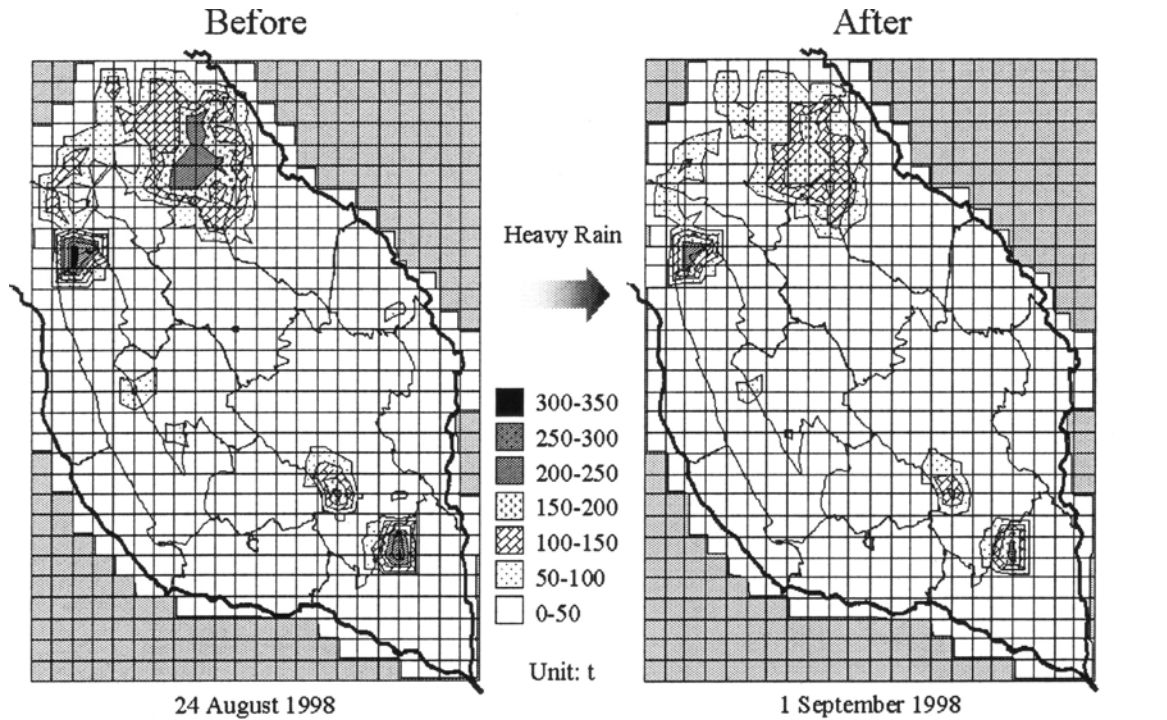 Before
After
Heavy Rain
300-350
250-300
200-250
150-200
100-150
50-100
0-50
Unit: t
24 August 1998
1 September 1998